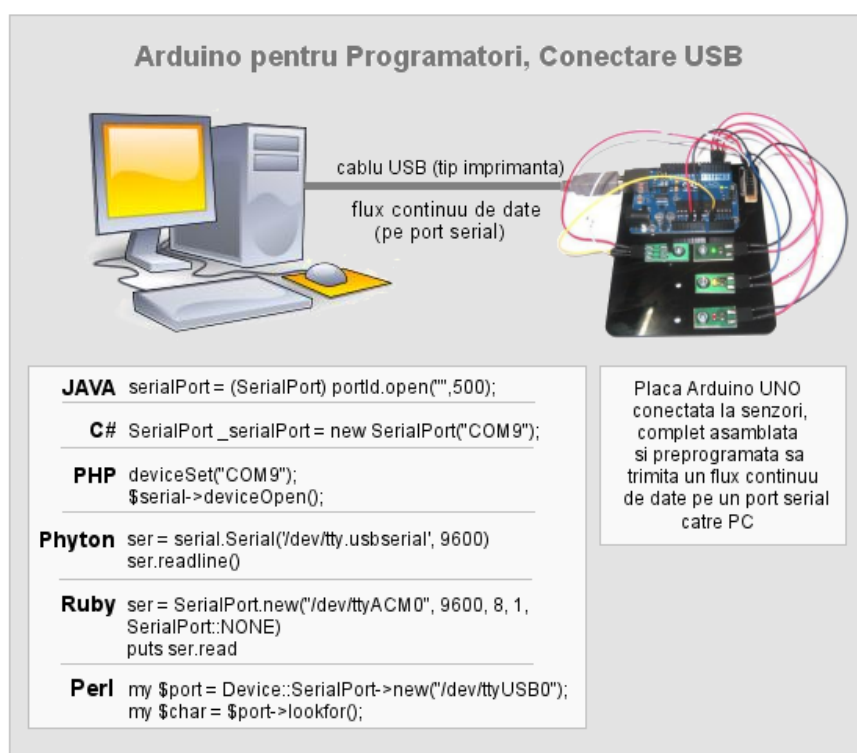 Arduino pentru Programatori, Conectare USB
cablu USB (tip imprimanta)
flux continuu de date
(pe port serial)
JAVA serialPort = (SerialPort) portId.open("",500);
C# SerialPort _serialPort = new SerialPort("COM9");
PHP deviceSet("COM9");
$serial->deviceOpen();
Phyton ser = serial.Serial('/dev/tty.usbserial', 9600)
ser.readline()
Ruby ser = SerialPort.new("/dev/ttyACM0", 9600, 8, 1,
SerialPort::NONE)
puts ser.read
Perl my $port = Device::SerialPort->new("/dev/ttyUSB0");
my $char = $port->lookfor();
Placa Arduino UNO
conectata la senzori,
complet asamblata
si preprogramata sa
trimita un flux continuu
de date pe un port serial
catre PC